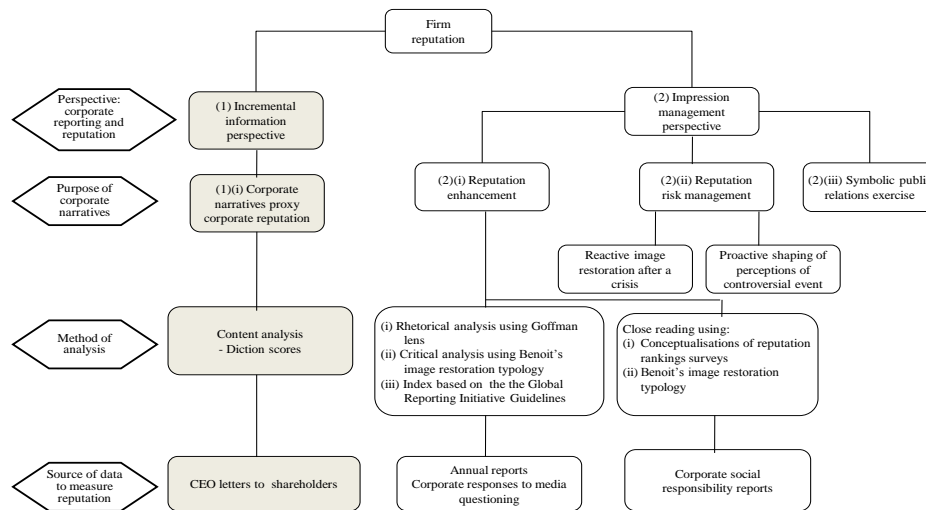 Firm
reputation
Perspective:
corporate
reporting and
reputation
(1) Incremental
information
perspective
(2) Impression
management
perspective
Purpose of
corporate
narratives
(1)(i) Corporate
narratives proxy
corporate reputation
(2)(i) Reputation
enhancement
(2)(ii) Reputation
risk management
(2)(iii) Symbolic public
relations exercise
Reactive image
restoration after a
crisis
Proactive shaping of
perceptions of
controversial event
Method of
analysis
Content analysis
- Diction scores
(i) Rhetorical analysis using Goffman
lens
(ii) Critical analysis using Benoit's
image restoration typology
(iii) Index based on the the Global
Reporting Initiative Guidelines
Close reading using:
(i) Conceptualisations of reputation
rankings surveys
(ii) Benoit's image restoration
typology
Source of data
to measure
reputation
CEO letters to shareholders
Annual reports
Corporate responses to media
questioning
Corporate social
responsibility reports